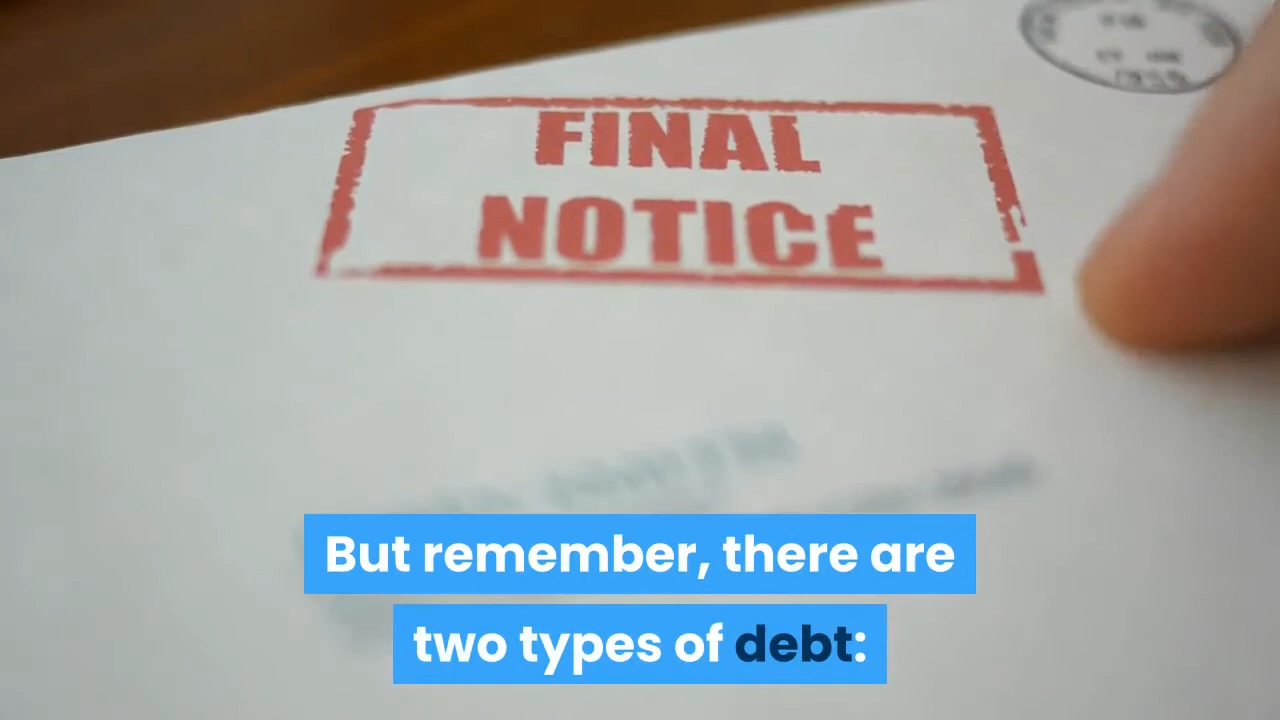 FINAL
NOTICE
But remember, there are
two types of debt: